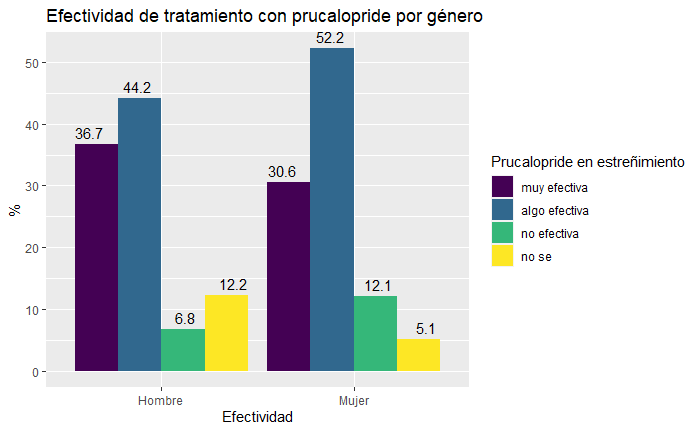 Efectividad de tratamiento con prucalopride por género
52.2
50
44.2
40
36.7
30.6
30
20
12.2
12.1
10
6.8
5.1
0
%
Hombre
Mujer
Efectividad
Prucalopride en estreñimiento
muy efectiva
algo efectiva
no efectiva
no se